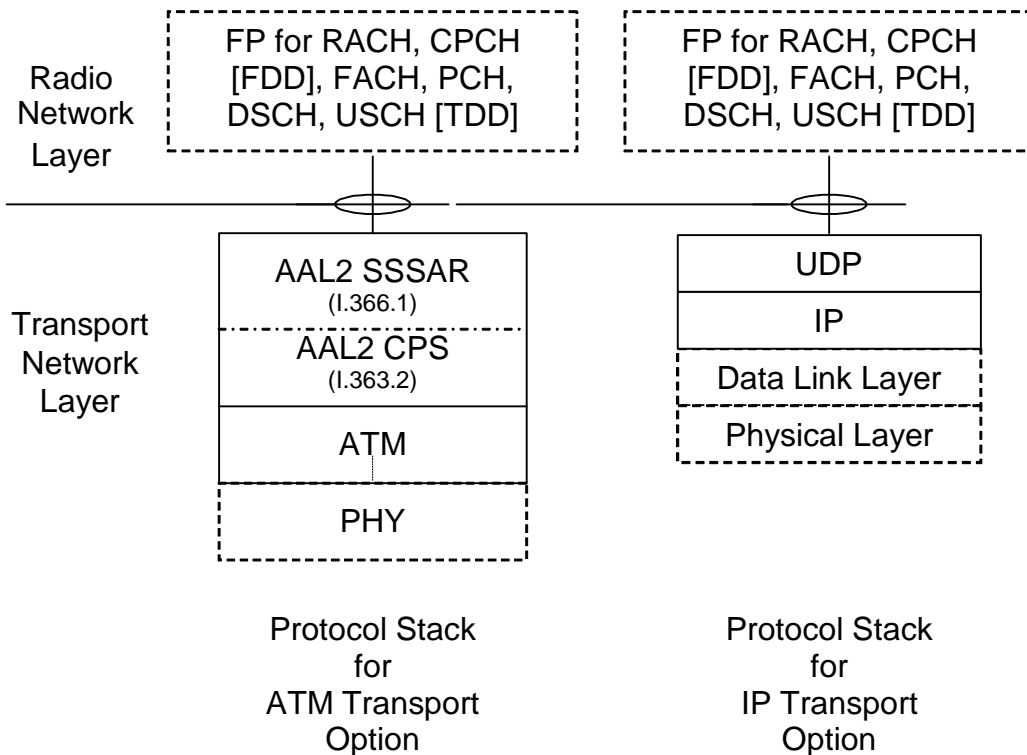 FP for RACH, CPCH
[FDD], FACH, PCH,
DSCH, USCH [TDD]
FP for RACH, CPCH
[FDD], FACH, PCH,
DSCH, USCH [TDD]
Radio
Network
Layer
AAL2 SSSAR
(I.366.1)
AAL2 CPS
(I.363.2)
ATM
PHY
UDP
IP
Data Link Layer
Physical Layer
Transport
Network
Layer
Protocol Stack
for
ATM Transport
Option
Protocol Stack
for
IP Transport
Option